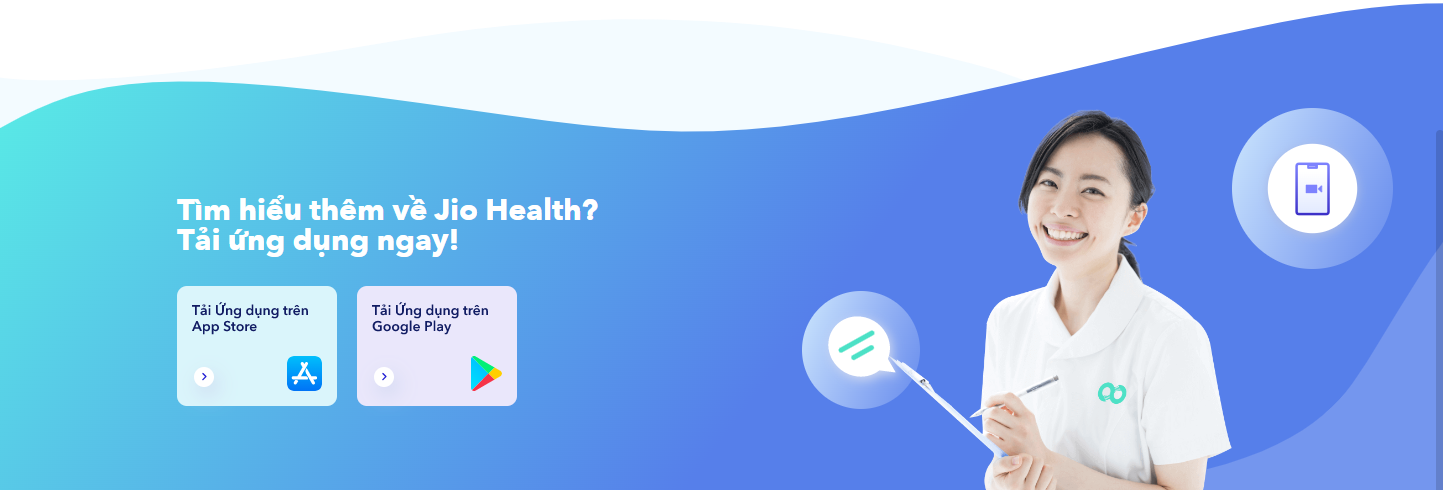 Tìm hiểu thêm về Jio Health?
Tải ứng dụng ngay!
Tải Ứng dụng trên
App Store
Tải Ứng dụng trên
Google Play